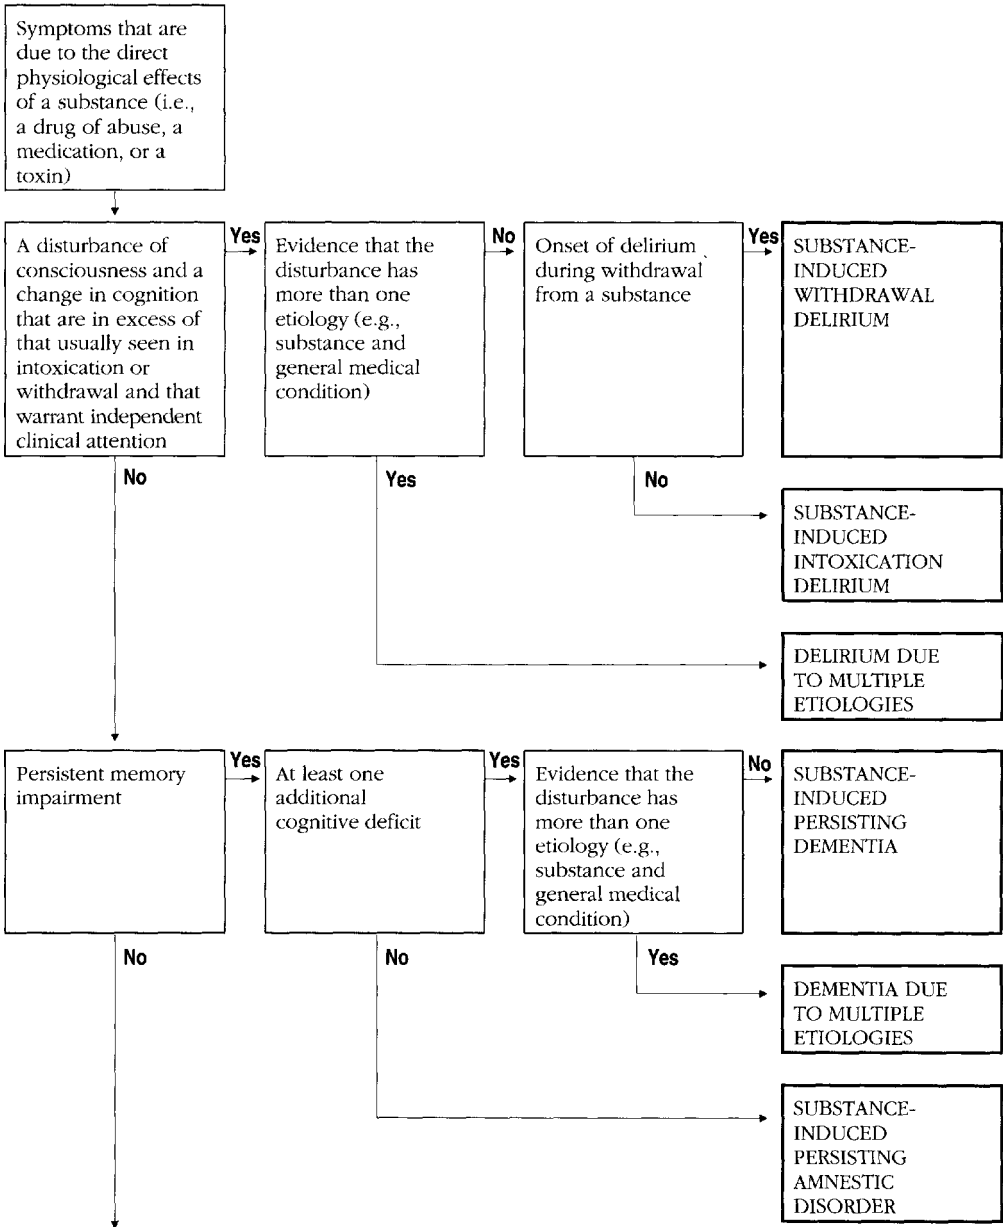 Symptoms that are
due to the direct
physiological effects
of a substance (i.e.,
a drug of abuse, a
medication, or a
toxin)
A disturbance of
consciousness and a
change in cognition
that are in excess of
that usually seen in
intoxication or
withdrawal and that
warrant independent
clinical attention
Yes
Evidence that the
disturbance has
more than one
etiology (e.g.,
substance and
general medical
condition)
No
Onset of delirium
during withdrawal
from a substance
Yes
SUBSTANCE-
INDUCED
WITHDRAWAL
DELIRIUM
No
Yes
No
SUBSTANCE-
INDUCED
INTOXICATION
DELIRIUM
DELIRIUM DUE
TO MULTIPLE
ETIOLOGIES
Persistent memory
impairment
Yes
At least one
additional
cognitive deficit
Yes
Evidence that the
disturbance has
more than one
etiology (e.g.,
substance and
general medical
condition)
No
SUBSTANCE-
INDUCED
PERSISTING
DEMENTIA
No
No
Yes
DEMENTIA DUE
TO MULTIPLE
ETIOLOGIES
SUBSTANCE-
INDUCED
PERSISTING
AMNESTIC
DISORDER